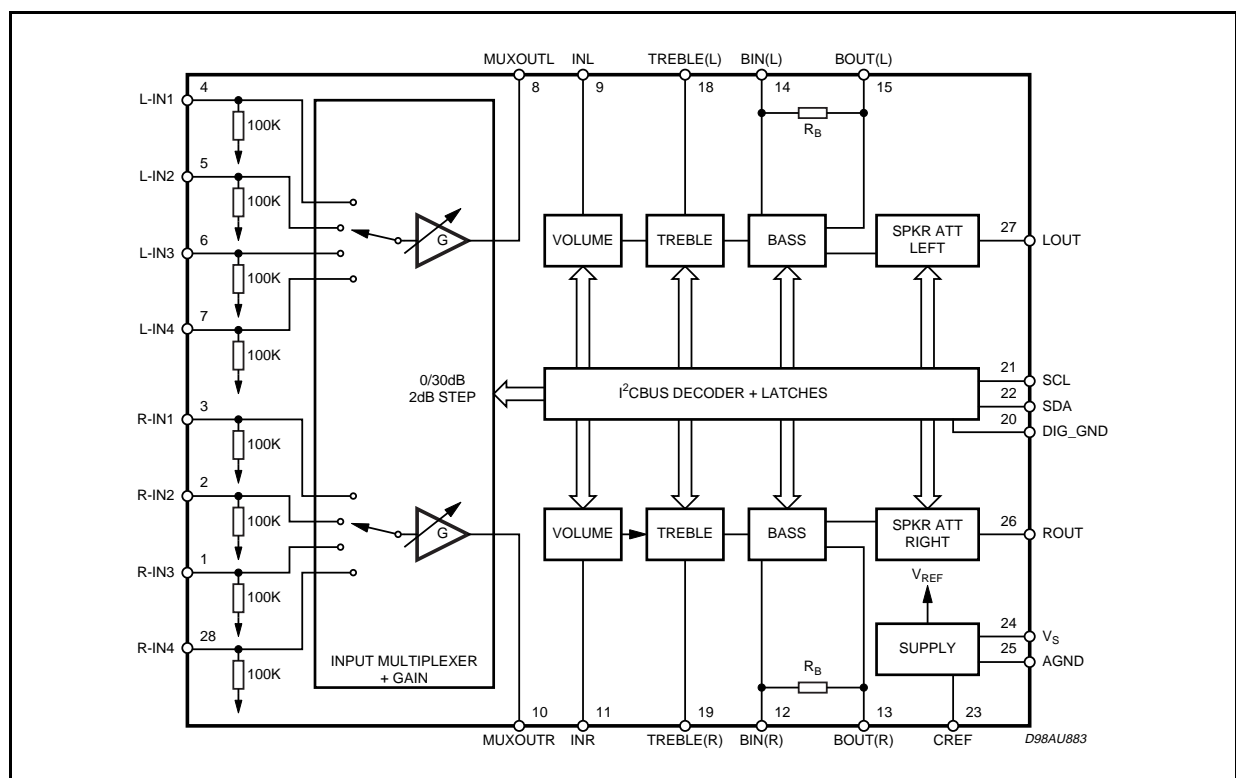 MUXOUTL INL TREBLE(L) BIN(L) BOUT(L)
8 9 18 14 15
4
L-IN1
100K
R_B
5
L-IN2
100K
6
L-IN3
100K
7
L-IN4
100K
G
VOLUME TREBLE BASS SPKR ATT
LEFT
27
LOUT
0/30dB
2dB STEP
I²CBUS DECODER + LATCHES
21
SCL
22
SDA
20
DIG_GND
3
R-IN1
100K
2
R-IN2
100K
1
R-IN3
100K
28
R-IN4
100K
G
VOLUME TREBLE BASS SPKR ATT
RIGHT
26
ROUT
V_REF
SUPPLY
24
V_S
25
AGND
INPUT MULTIPLEXER
+ GAIN
R_B
10 11 19 12 13 23
MUXOUTR INR TREBLE(R) BIN(R) BOUT(R) CREF
D98AU883